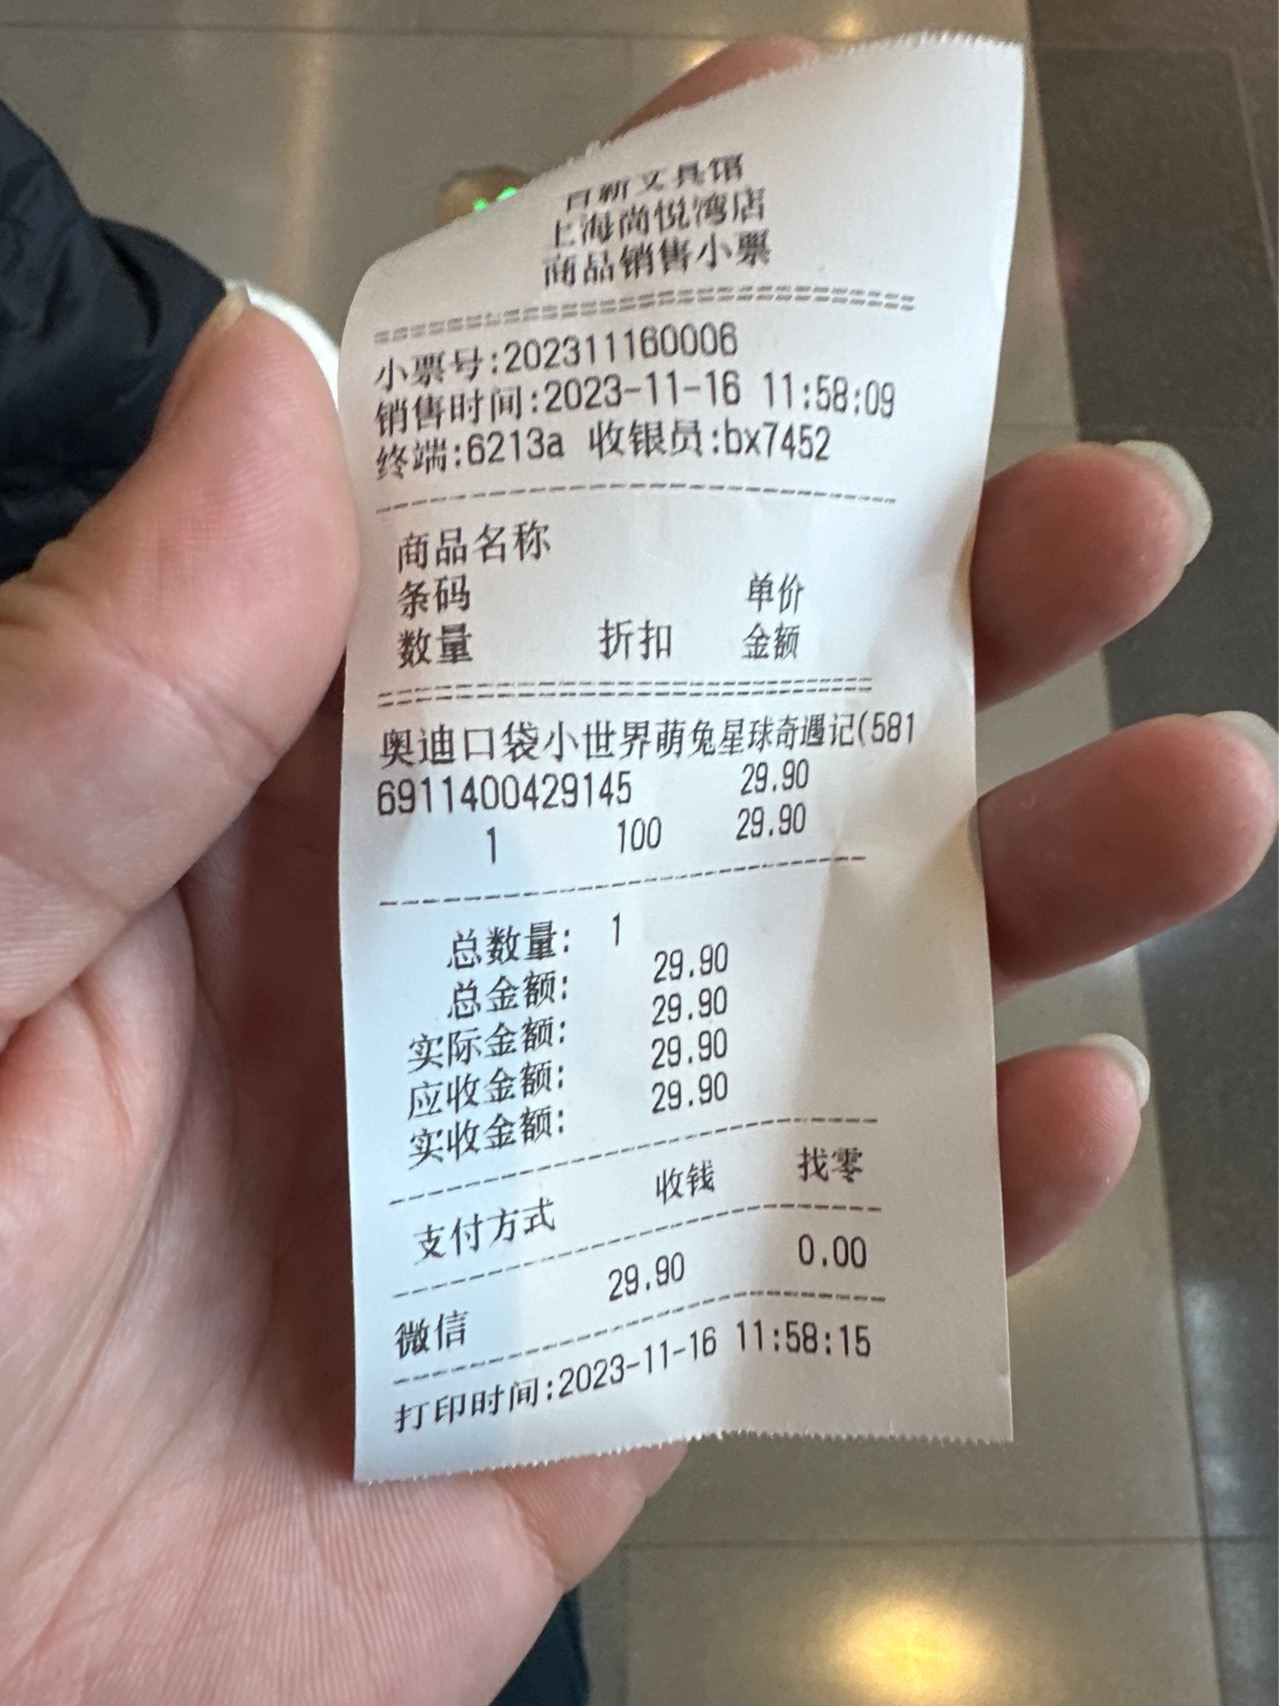 百新文具馆
上海尚悦湾店
商品销售小票
小票号:202311160006
销售时间:2023-11-16 11:58:09
终端:6213a 收银员:bx7452
商品名称
条码 单价
数量 折扣 金额
奥迪口袋小世界萌兔星球奇遇记(581
6911400429145 29.90
1 100 29.90
总数量: 1
总金额: 29.90
实际金额: 29.90
应收金额: 29.90
实收金额: 29.90
支付方式 收钱 找零
微信 29.90 0.00
打印时间:2023-11-16 11:58:15